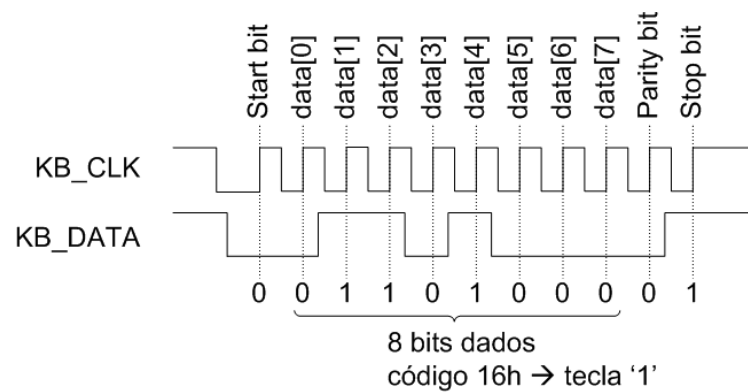 Start bit
data[0]
data[1]
data[2]
data[3]
data[4]
data[5]
data[6]
data[7]
Parity bit
Stop bit
KB_CLK
KB_DATA
0 0 1 1 0 1 0 0 0 0 1
8 bits dados
código 16h → tecla ‘1’